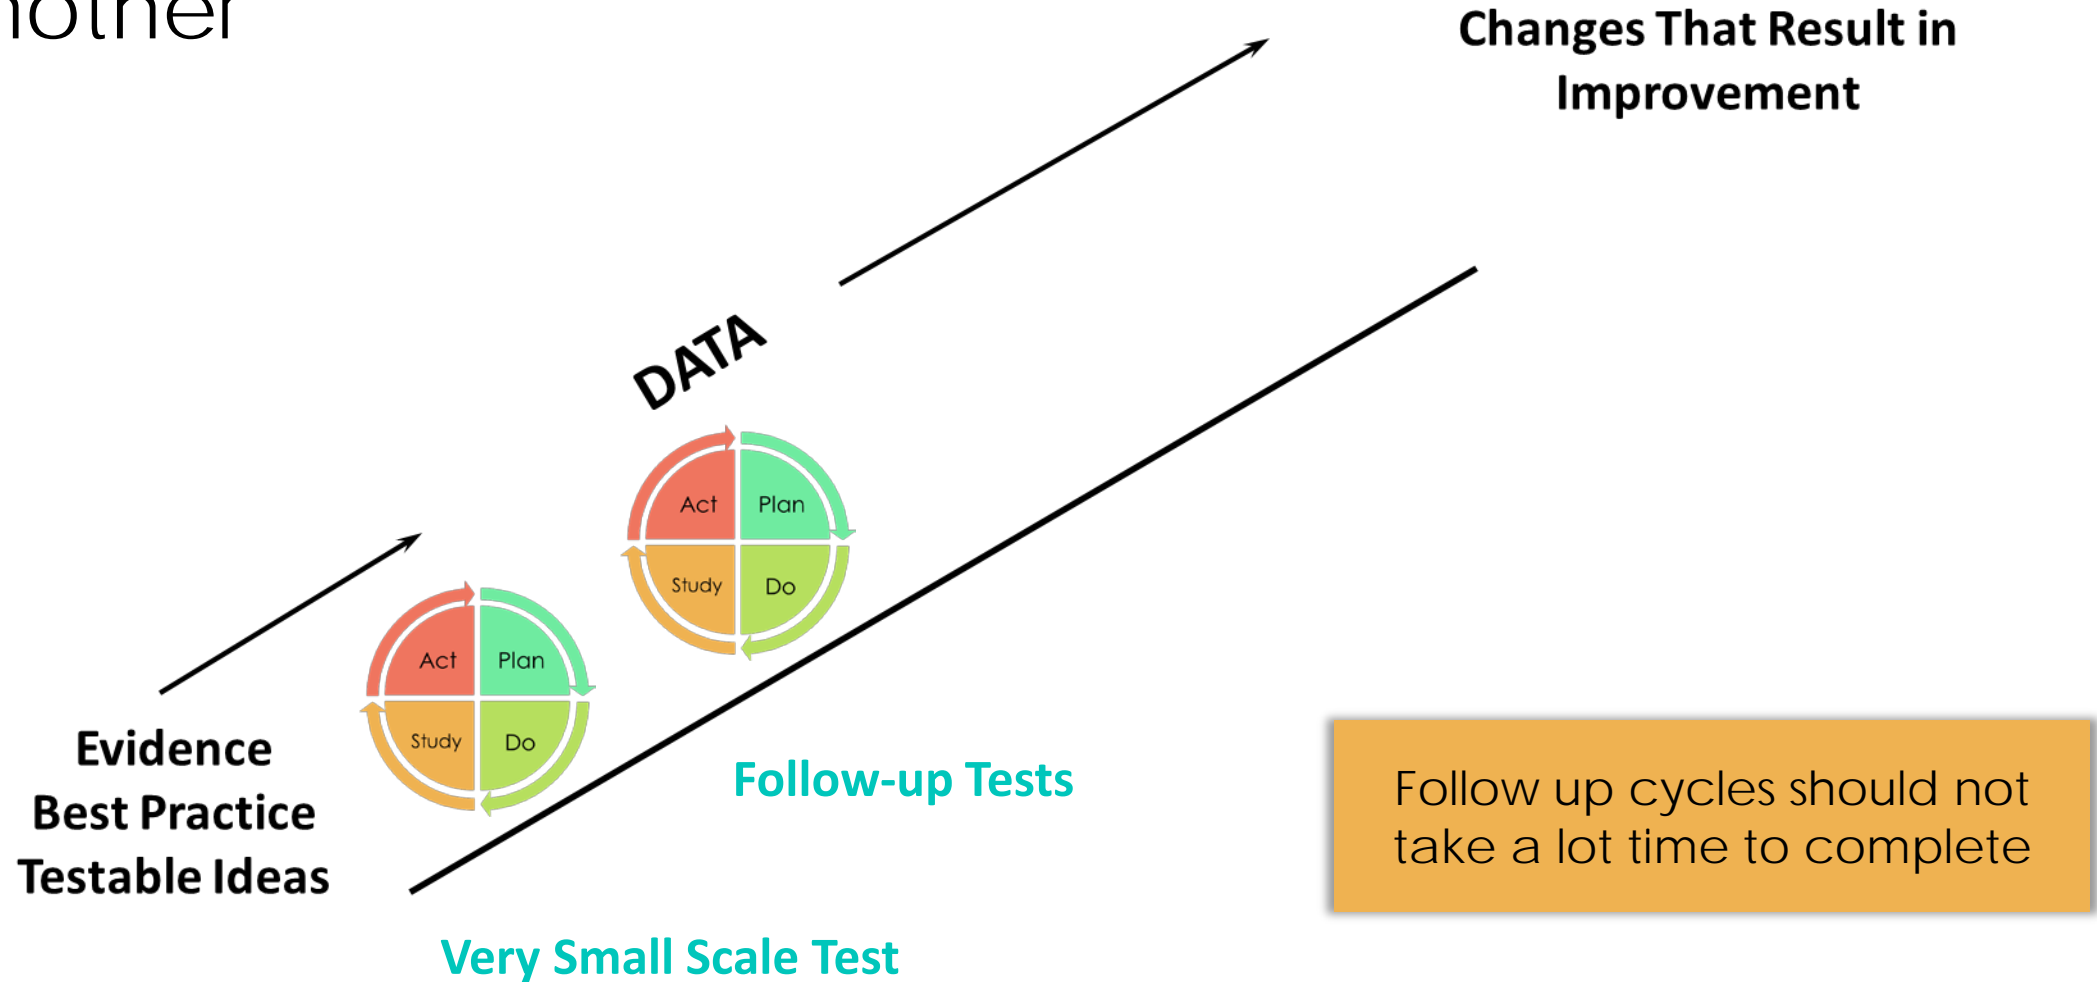 Changes That Result in
Improvement
DATA
Act
Plan
Study
Do
Act
Plan
Study
Do
Evidence
Best Practice
Testable Ideas
Follow-up Tests
Very Small Scale Test
Follow up cycles should not
take a lot time to complete